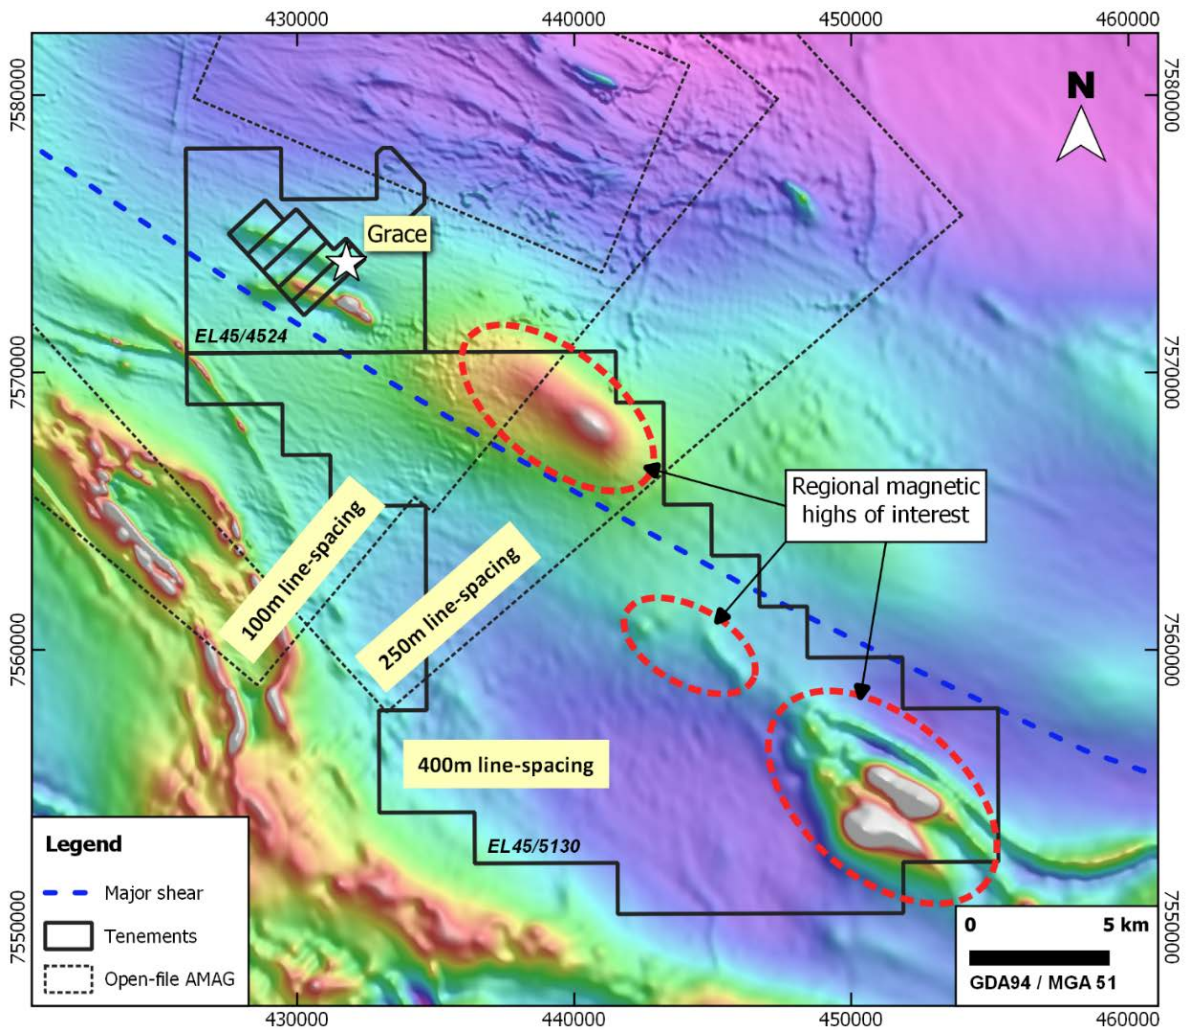 430000
440000
450000
460000
7580000
7580000
N
Grace
EL45/4524
7570000
7570000
Regional magnetic
highs of interest
100m line-spacing
250m line-spacing
7560000
7560000
400m line-spacing
EL45/5130
Legend
Major shear
Tenements
Open-file AMAG
7550000
7550000
0
5 km
GDA94 / MGA 51
430000
440000
450000
460000